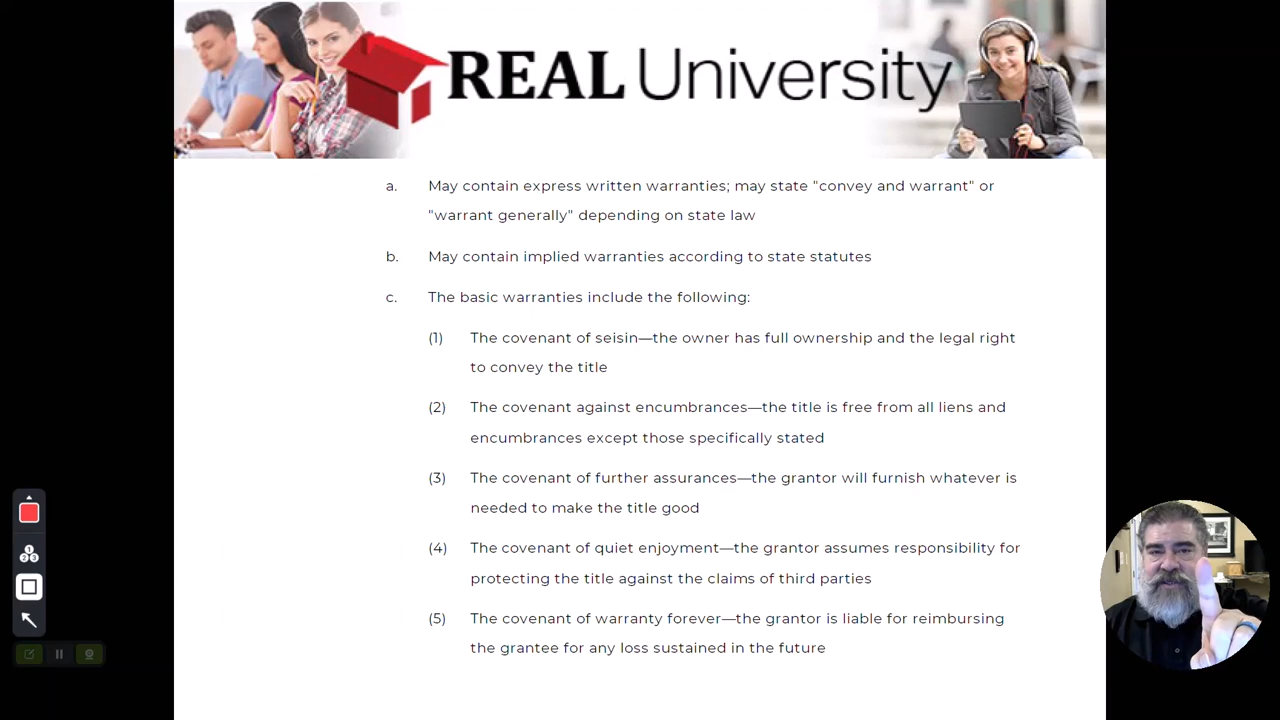 REAL University
a. May contain express written warranties; may state "convey and warrant" or
"warrant generally" depending on state law
b. May contain implied warranties according to state statutes
c. The basic warranties include the following:
(1) The covenant of seisin—the owner has full ownership and the legal right
to convey the title
(2) The covenant against encumbrances—the title is free from all liens and
encumbrances except those specifically stated
(3) The covenant of further assurances—the grantor will furnish whatever is
needed to make the title good
(4) The covenant of quiet enjoyment—the grantor assumes responsibility for
protecting the title against the claims of third parties
(5) The covenant of warranty forever—the grantor is liable for reimbursing
the grantee for any loss sustained in the future